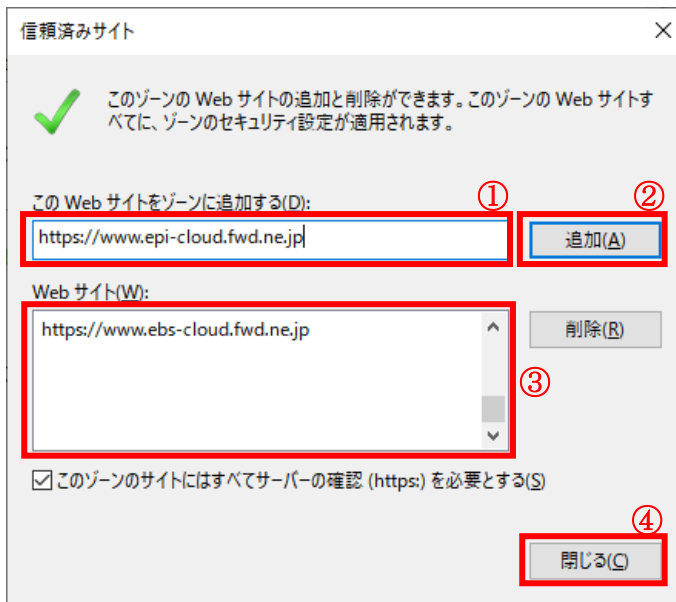 信頼済みサイト
このゾーンの Web サイトの追加と削除ができます。このゾーンの Web サイトす
べてに、ゾーンのセキュリティ設定が適用されます。
この Web サイトをゾーンに追加する(D):
①
②
https://www.epi-cloud.fwd.ne.jp
追加(A)
Web サイト(W):
https://www.ebs-cloud.fwd.ne.jp
削除(R)
③
このゾーンのサイトにはすべてサーバーの確認 (https:) を必要とする(S)
④
閉じる(C)